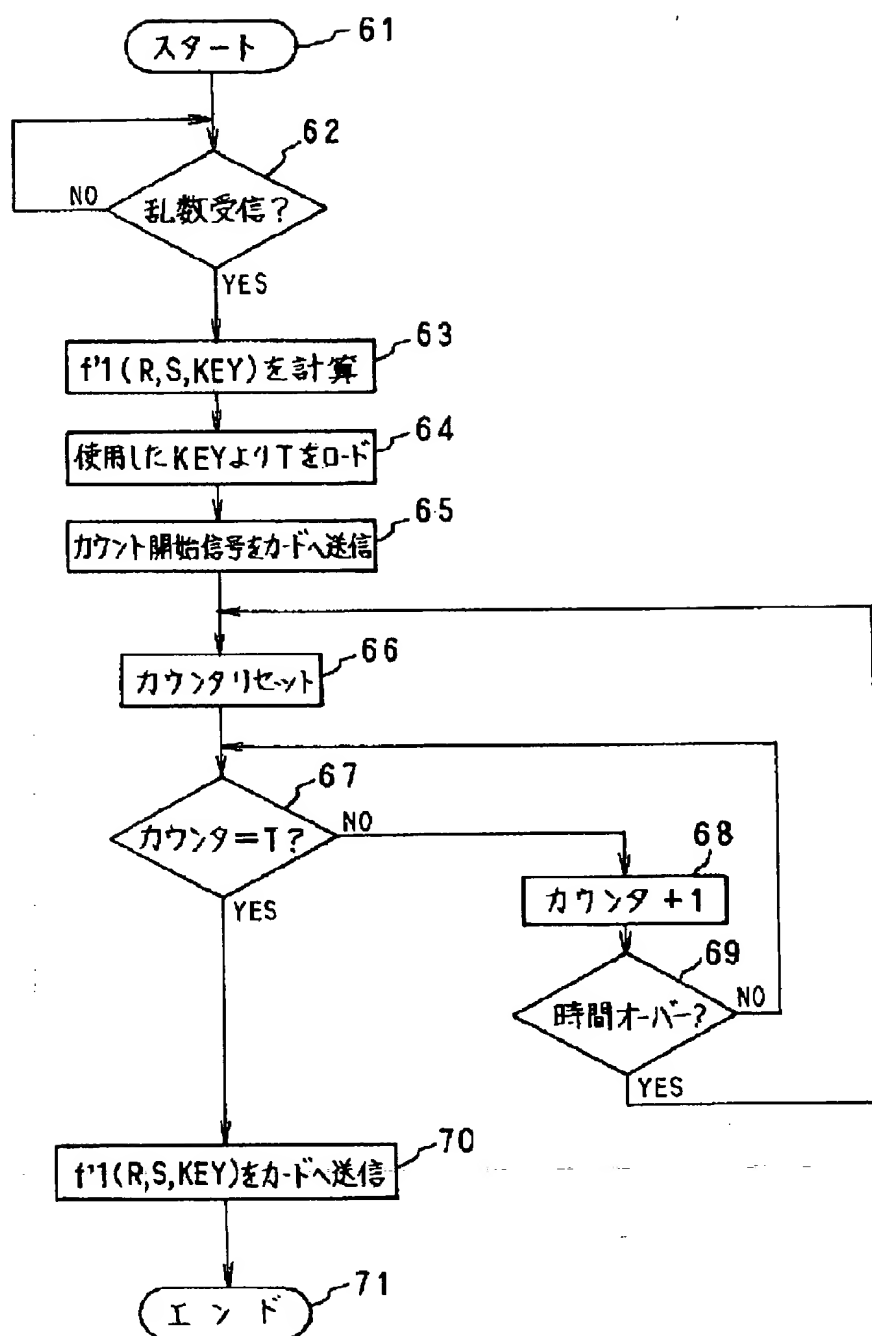 スタート
61
62
乱数受信?
NO
YES
f'1(R,S,KEY)を計算
63
使用したKEYよりTをロード
64
カウント開始信号をカードへ送信
65
カウンタリセット
66
カウンタ=T?
67
NO
YES
カウンタ +1
68
時間オーバー?
69
NO
YES
f'1(R,S,KEY)をカードへ送信
70
エンド
71